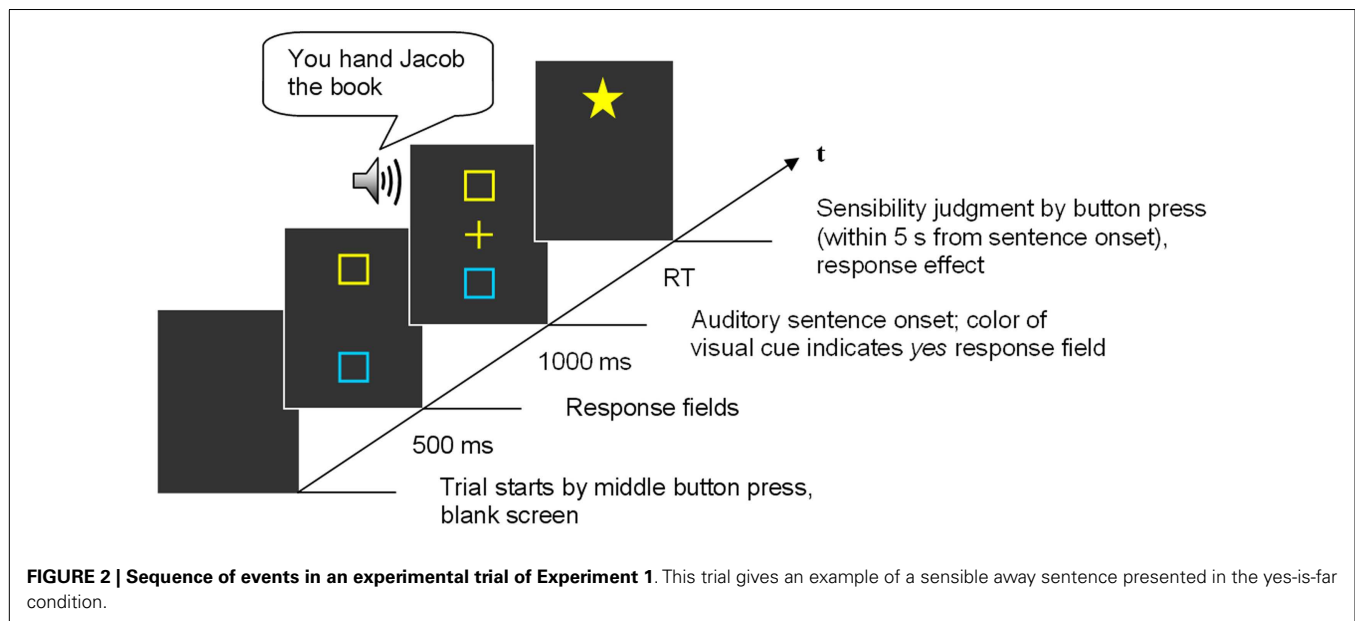 You hand Jacob
the book
t
Sensibility judgment by button press
(within 5 s from sentence onset),
response effect
RT
Auditory sentence onset; color of
visual cue indicates yes response field
1000 ms
Response fields
500 ms
Trial starts by middle button press,
blank screen
FIGURE 2 | Sequence of events in an experimental trial of Experiment 1. This trial gives an example of a sensible away sentence presented in the yes-is-far
condition.